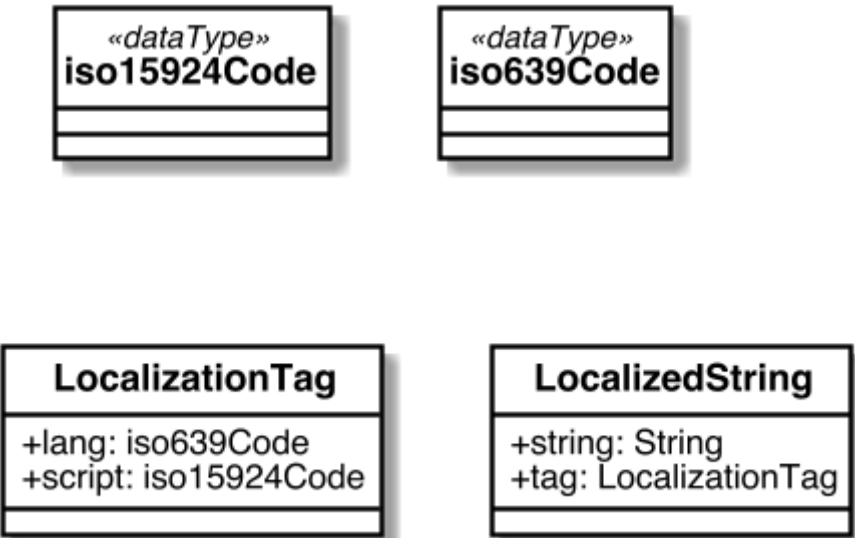 «dataType»
iso15924Code
«dataType»
iso639Code
LocalizationTag
+lang: iso639Code
+script: iso15924Code
LocalizedString
+string: String
+tag: LocalizationTag